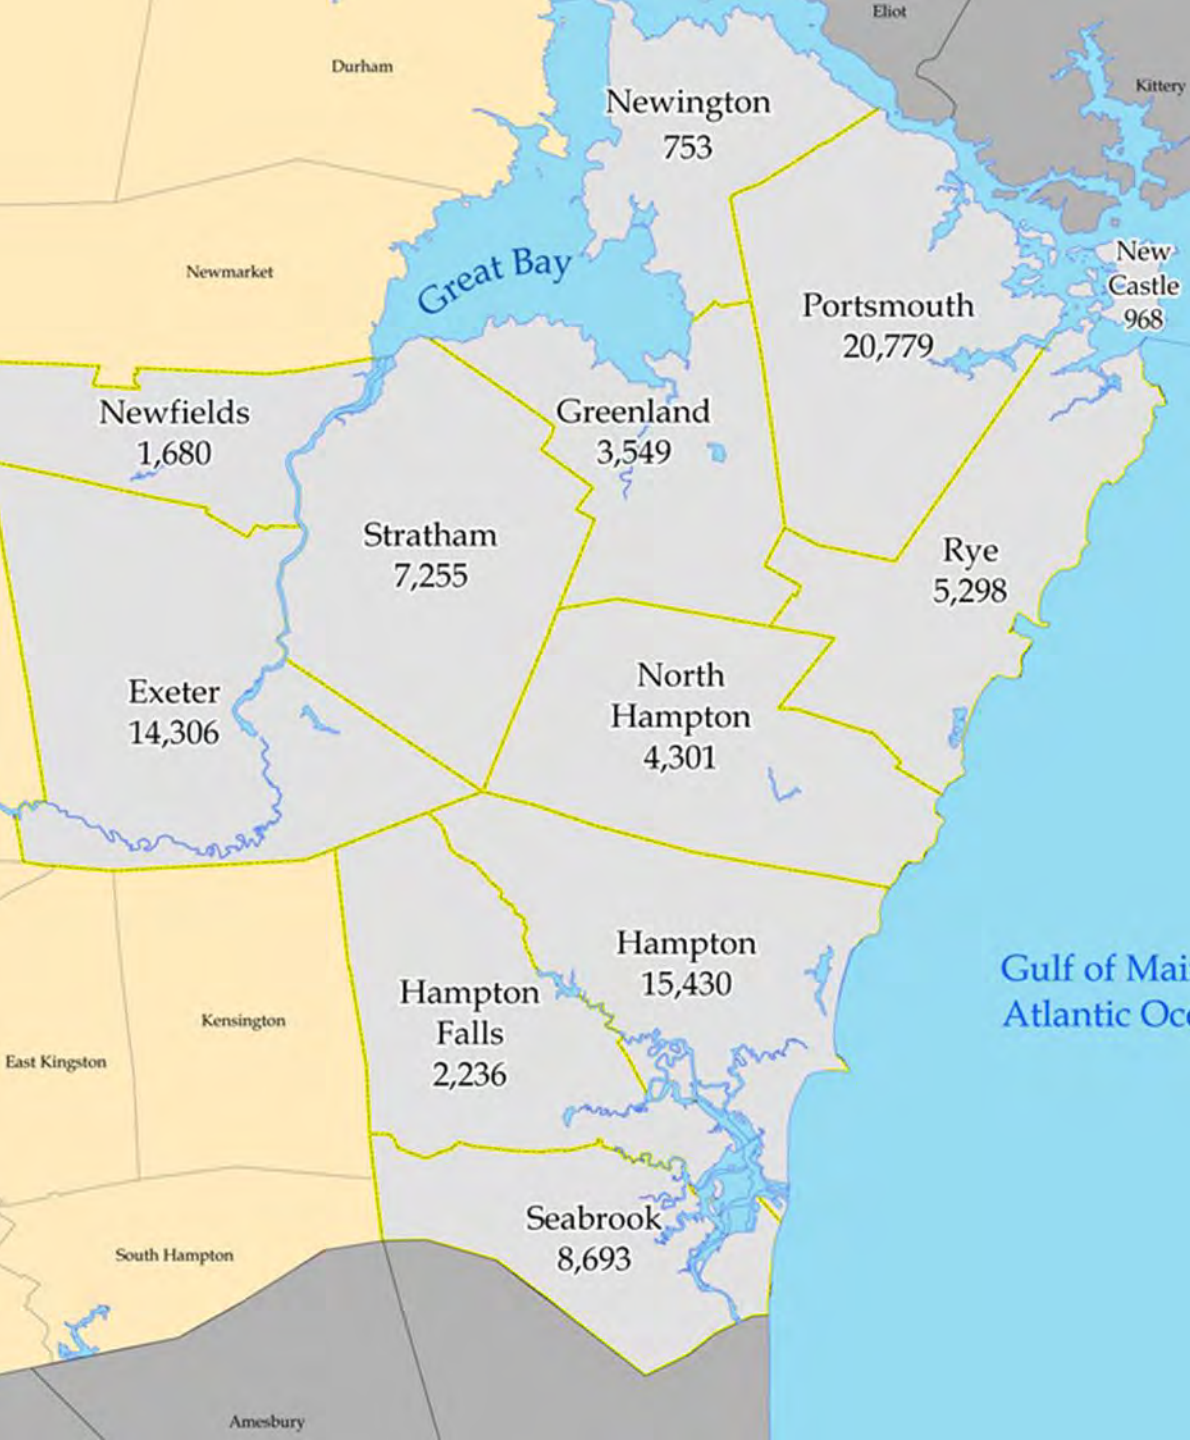 Eliot
Durham
Kittery
Newington
753
Great Bay
New
Castle
968
Newmarket
Portsmouth
20,779
Newfields
1,680
Greenland
3,549
Stratham
7,255
Rye
5,298
Exeter
14,306
North
Hampton
4,301
Hampton
15,430
Gulf of Mai
Atlantic Oc
Hampton
Falls
2,236
Kensington
East Kingston
Seabrook
8,693
South Hampton
Amesbury